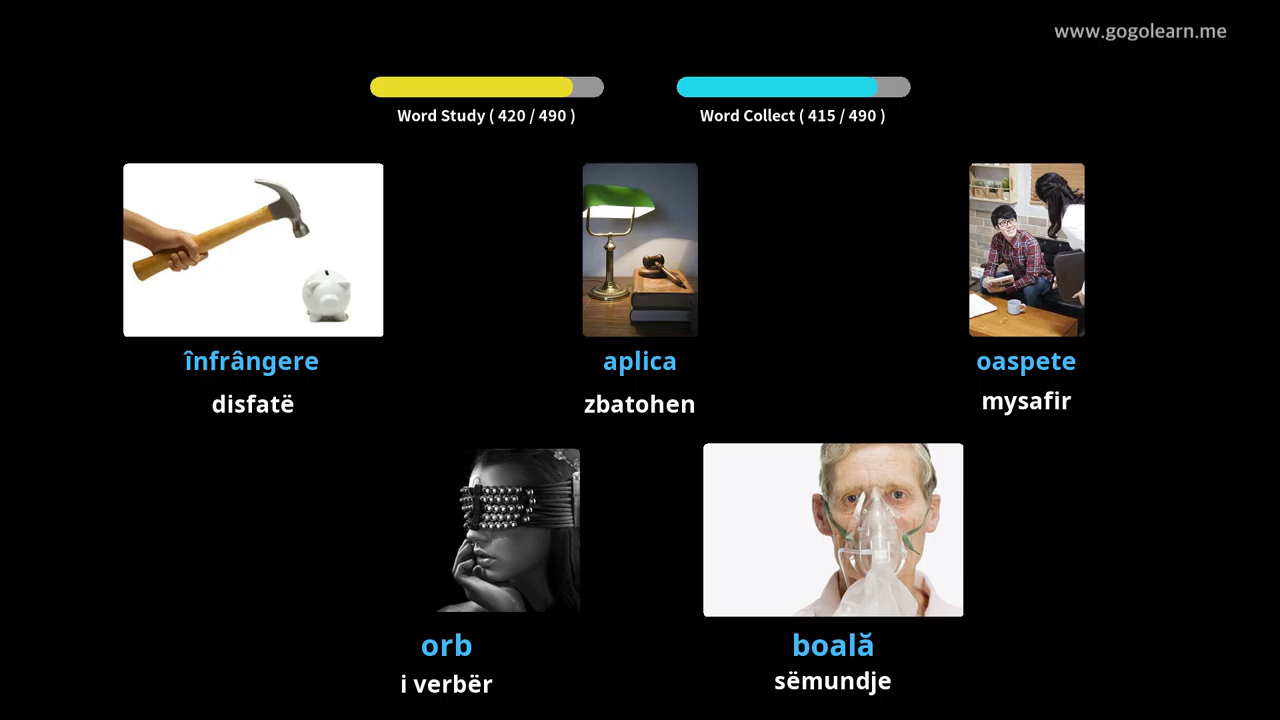 www.gogolearn.me
Word Study ( 420 / 490 )
Word Collect ( 415 / 490 )
înfrângere
disfatë
aplica
zbatohen
oaspete
mysafir
orb
i verbër
boală
sëmundje